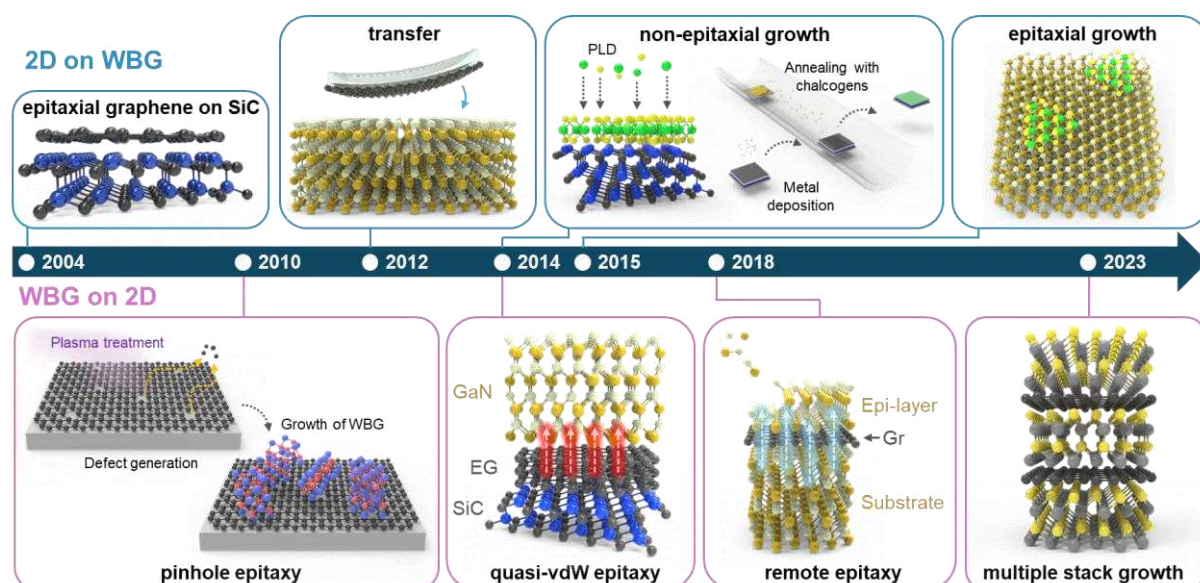 2D on WBG
epitaxial graphene on SiC
transfer
non-epitaxial growth
PLD
Annealing with
chalcogens
Metal
deposition
epitaxial growth
2004
2010
2012
2014
2015
2018
2023
WBG on 2D
Plasma treatment
Defect generation
Growth of WBG
pinhole epitaxy
GaN
EG
SiC
quasi-vdW epitaxy
Epi-layer
Gr
Substrate
remote epitaxy
multiple stack growth